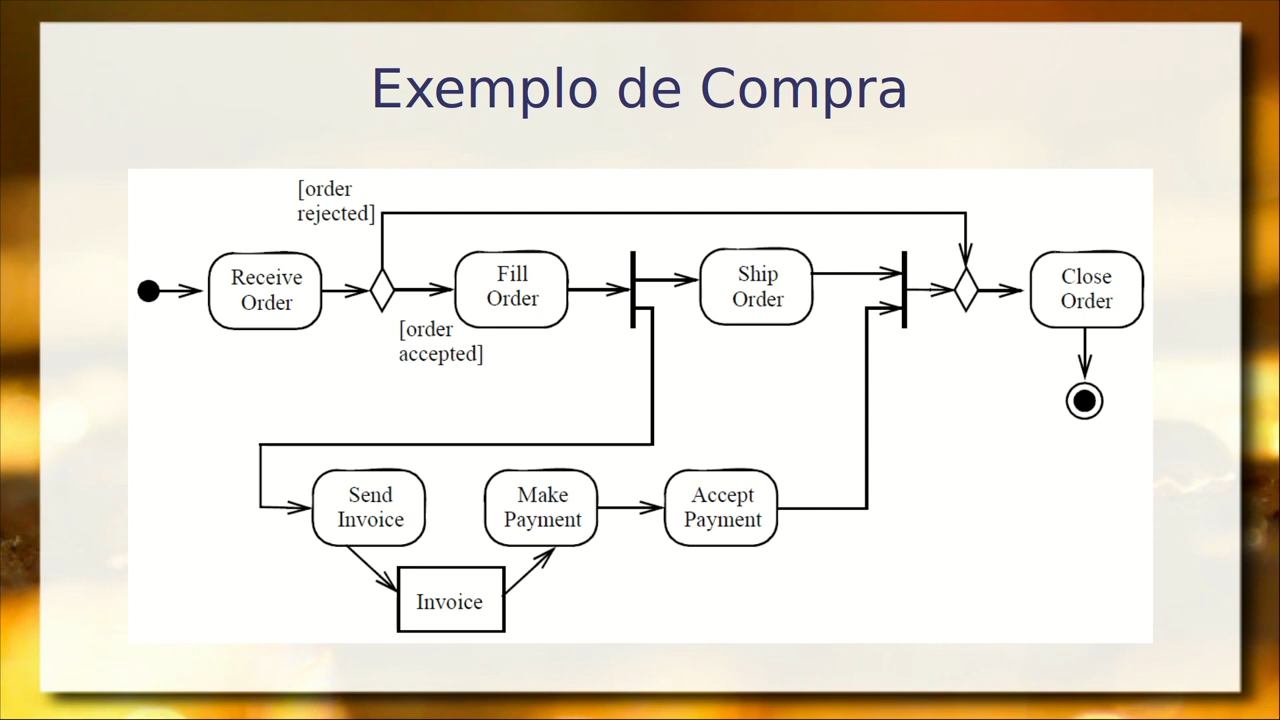 Exemplo de Compra
[order
rejected]
Receive
Order
Fill
Order
[order
accepted]
Ship
Order
Close
Order
Send
Invoice
Make
Payment
Accept
Payment
Invoice